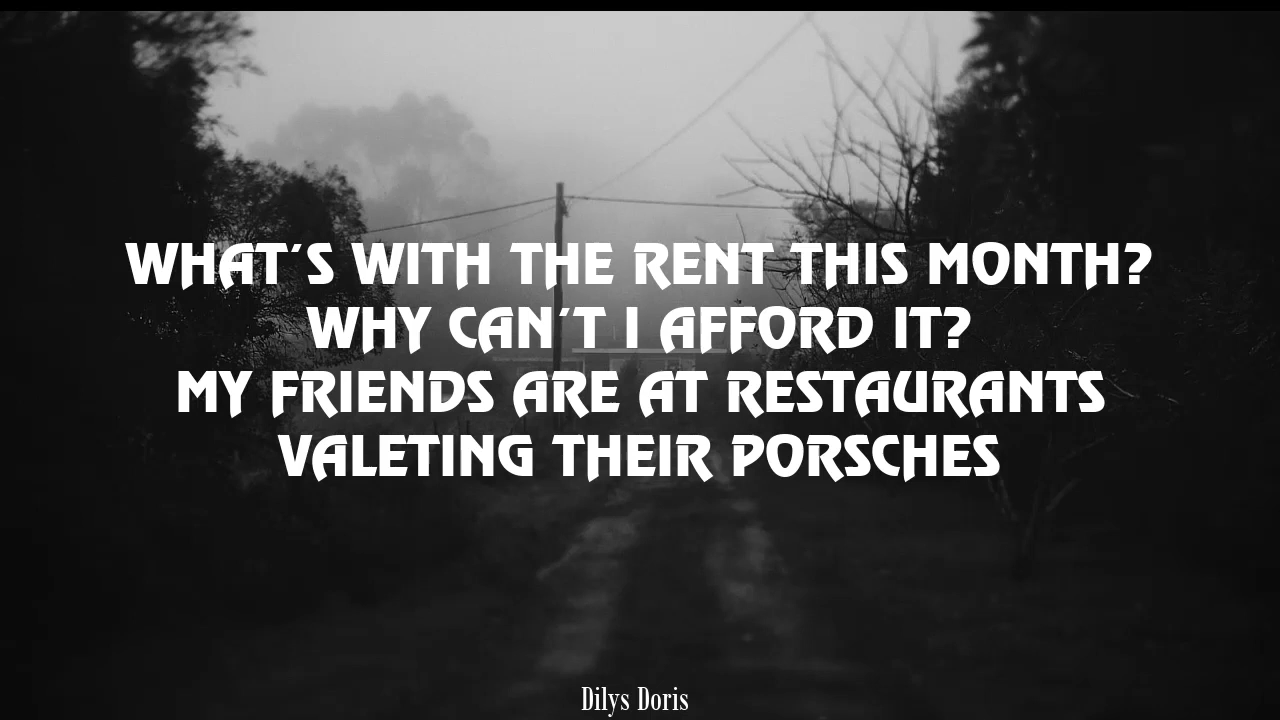 WHAT'S WITH THE RENT THIS MONTH?
WHY CAN'T I AFFORD IT?
MY FRIENDS ARE AT RESTAURANTS
VALETING THEIR PORSCHES
Dilys Doris